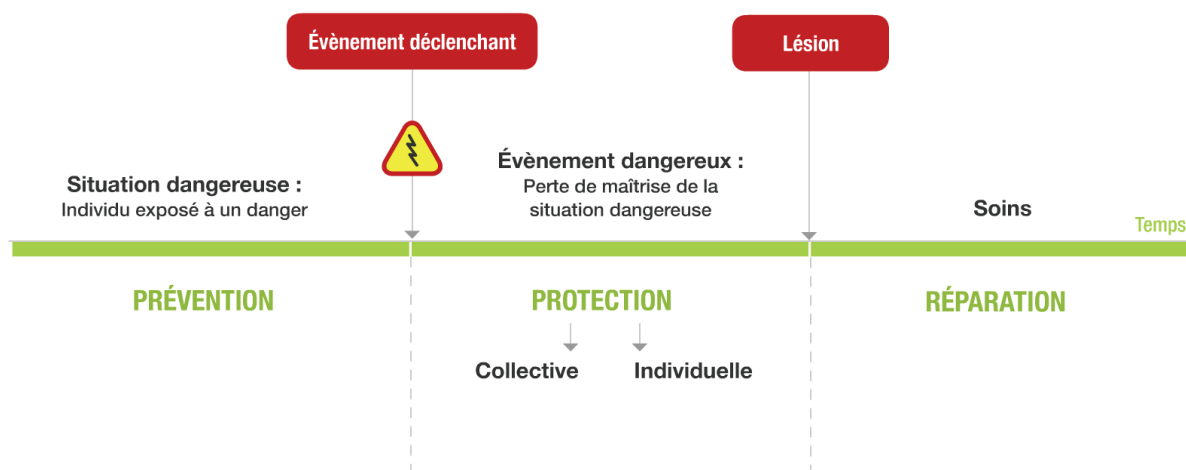 Évènement déclenchant
Lésion
Situation dangereuse :
Individu exposé à un danger
Évènement dangereux :
Perte de maîtrise de la
situation dangereuse
Soins
Temps
PRÉVENTION
PROTECTION
RÉPARATION
Collective
Individuelle